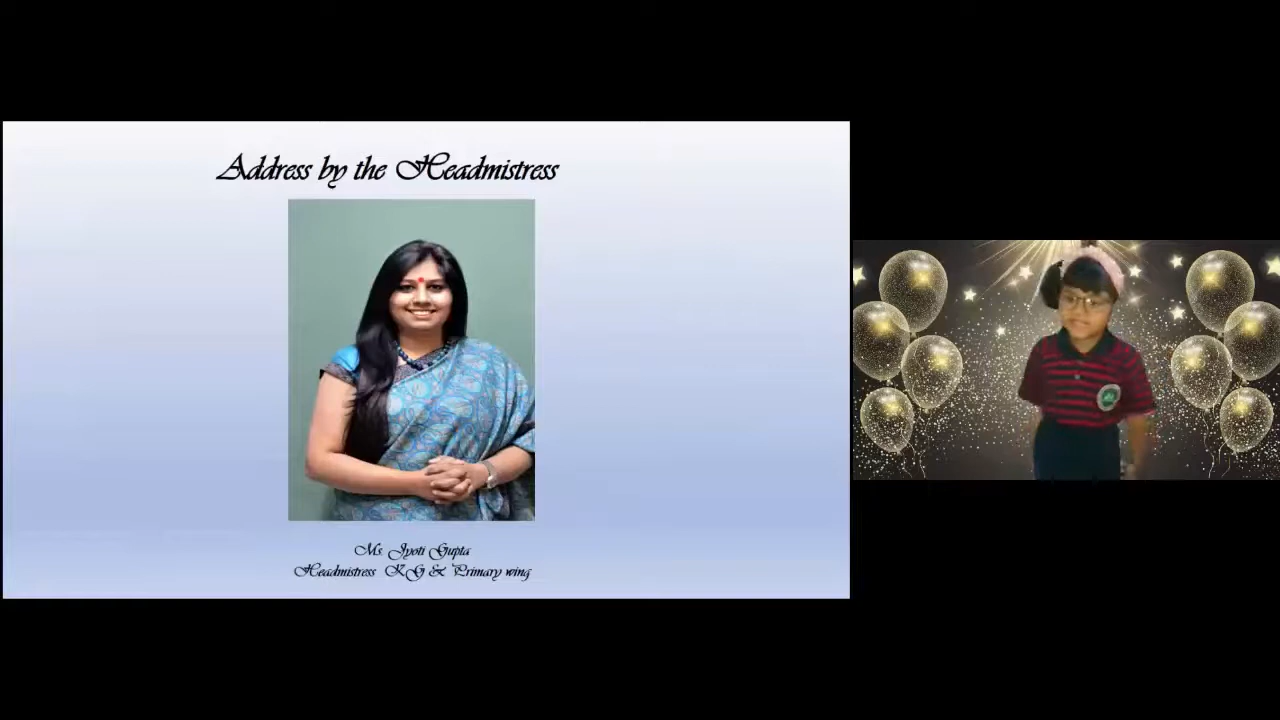 Address by the Headmistress
Ms. Jyoti Gupta
Headmistress KG & Primary wing